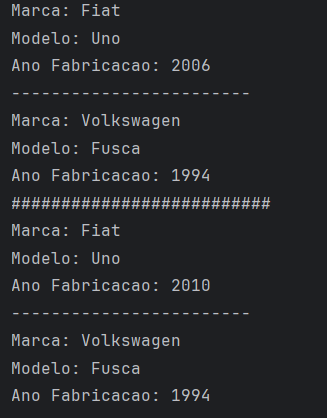 Marca: Fiat
Modelo: Uno
Ano Fabricacao: 2006
------------------------
Marca: Volkswagen
Modelo: Fusca
Ano Fabricacao: 1994
##########################
Marca: Fiat
Modelo: Uno
Ano Fabricacao: 2010
------------------------
Marca: Volkswagen
Modelo: Fusca
Ano Fabricacao: 1994